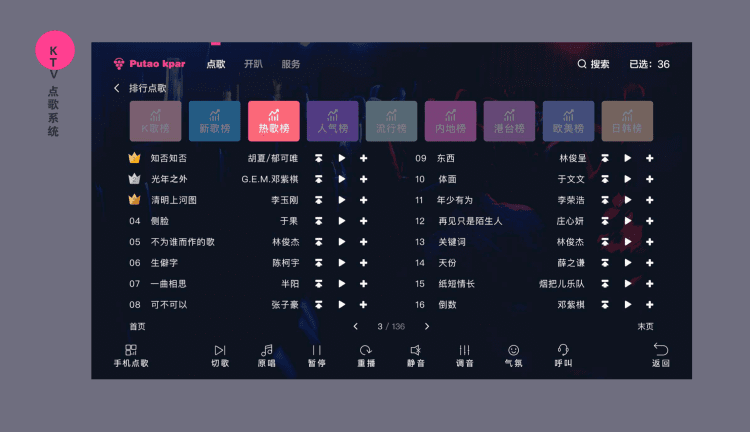 KTV点歌系统
Putao kpar 点歌 开趴 服务 搜索 已选：36
排行点歌
K歌榜 新歌榜 热歌榜 人气榜 流行榜 内地榜 港台榜 欧美榜 日韩榜
知否知否 胡夏/郁可唯 09 东西 林俊呈
光年之外 G.E.M.邓紫棋 10 体面 于文文
清明上河图 李玉刚 11 年少有为 李荣浩
04 侧脸 于果 12 再见只是陌生人 庄心妍
05 不为谁而作的歌 林俊杰 13 关键词 林俊杰
06 生僻字 陈柯宇 14 天份 薛之谦
07 一曲相思 半阳 15 纸短情长 烟把儿乐队
08 可不可以 张子豪 16 倒数 邓紫棋
首页 3 / 136 末页
手机点歌 切歌 原唱 暂停 重播 静音 调音 气氛 呼叫 返回